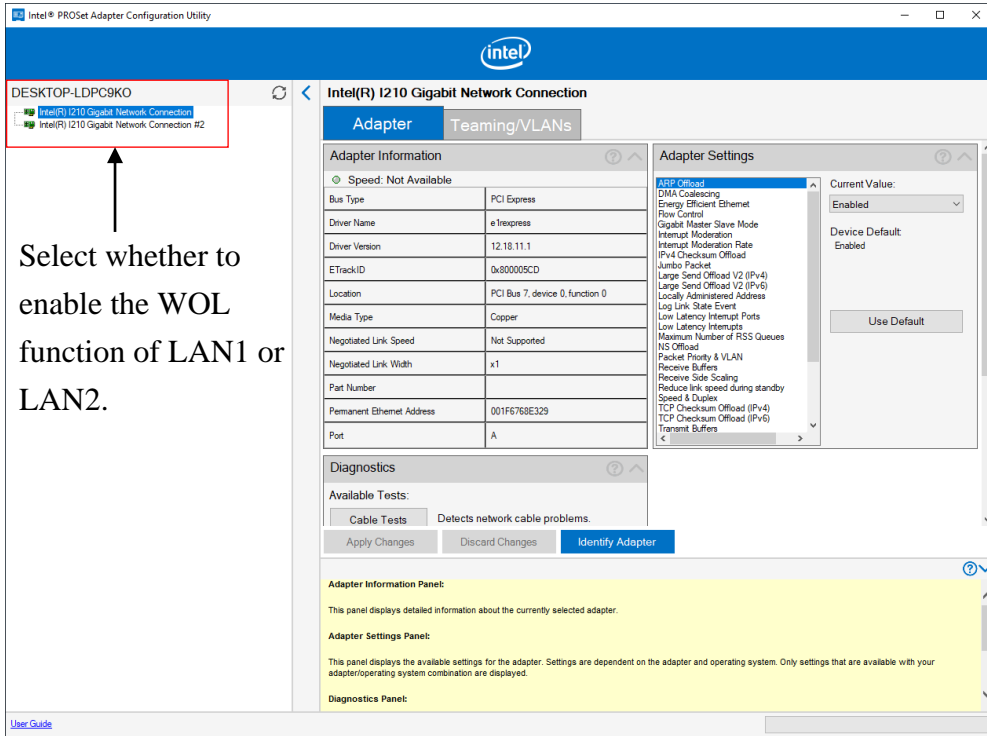 Intel® PROSet Adapter Configuration Utility
intel
DESKTOP-LDPC9KO
Intel(R) I210 Gigabit Network Connection
Intel(R) I210 Gigabit Network Connection #2
Select whether to
enable the WOL
function of LAN1 or
LAN2.
Intel(R) I210 Gigabit Network Connection
Adapter
Teaming/VLANs
Adapter Information
Speed: Not Available
Bus Type PCI Express
Driver Name e1rexpress
Driver Version 12.18.11.1
ETrackID 0x800005CD
Location PCI Bus 7, device 0, function 0
Media Type Copper
Negotiated Link Speed Not Supported
Negotiated Link Width x1
Part Number
Permanent Ethernet Address 001F6768E329
Port A
Diagnostics
Available Tests:
Cable Tests Detects network cable problems.
Adapter Settings
ARP Offload
DMA Coalescing
Energy Efficient Ethernet
Flow Control
Gigabit Master Slave Mode
Interrupt Moderation
Interrupt Moderation Rate
IPv4 Checksum Offload
Jumbo Packet
Large Send Offload V2 (IPv4)
Large Send Offload V2 (IPv6)
Locally Administered Address
Log Link State Event
Low Latency Interrupt Ports
Low Latency Interrupts
Maximum Number of RSS Queues
NS Offload
Packet Priority & VLAN
Receive Buffers
Receive Side Scaling
Reduce link speed during standby
Speed & Duplex
TCP Checksum Offload (IPv4)
TCP Checksum Offload (IPv6)
Transmit Buffers
Current Value:
Enabled
Device Default:
Enabled
Use Default
Apply Changes
Discard Changes
Identify Adapter
Adapter Information Panel:
This panel displays detailed information about the currently selected adapter.
Adapter Settings Panel:
This panel displays the available settings for the adapter. Settings are dependent on the adapter and operating system. Only settings that are available with your
adapter/operating system combination are displayed.
Diagnostics Panel:
User Guide